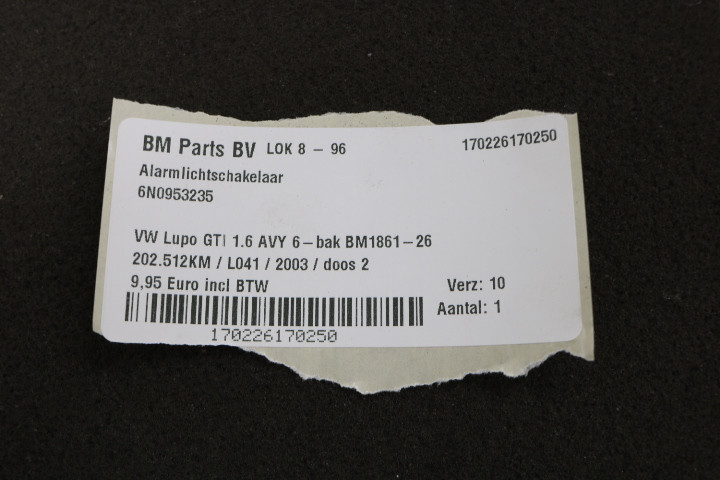 BM Parts BV LOK 8 - 96 170226170250
Alarmlichtschakelaar
6N0953235
VW Lupo GTI 1.6 AVY 6-bak BM1861-26
202.512KM / L041 / 2003 / doos 2
9,95 Euro incl BTW Verz: 10
Aantal: 1
170226170250